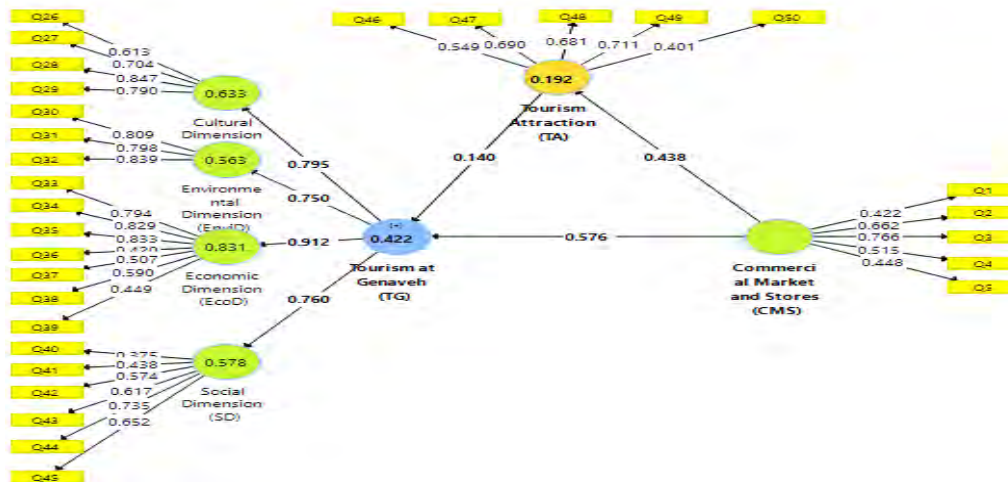 Q26
Q27
Q28
Q29
Q30
Q31
Q32
Q33
Q34
Q35
Q36
Q37
Q38
Q39
Q40
Q41
Q42
Q43
Q44
Q45
0.613
0.704
0.847
0.790
0.809
0.798
0.839
0.794
0.829
0.833
0.507
0.590
0.449
0.438
0.574
0.617
0.735
0.652
0.633
Cultural
Dimension
0.563
Environme
ntal
Dimension
0.831
Economic
Dimension
(EcoD)
0.578
Social
Dimension
(SD)
0.795
0.750
0.912
0.760
0.422
Tourism at
Genaveh
(TG)
Q46
Q47
Q48
Q49
Q50
0.549
0.690
0.681
0.711
0.401
0.192
Tourism
Attraction
(TA)
0.140
0.438
0.576
Commerci
al Market
and Stores
(CMS)
0.422
0.662
0.766
0.515
0.448
Q1
Q2
Q3
Q4
Q5